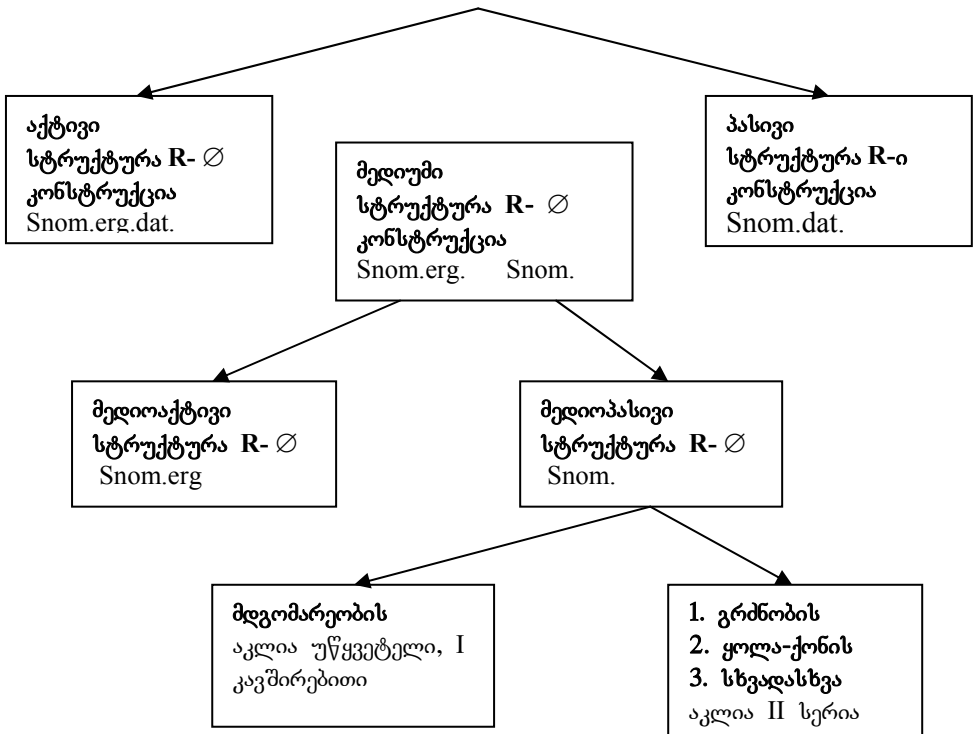 აქტივი
სტრუქტურა R- ∅
კონსტრუქცია
Snom.erg.dat.
მედიუმი
სტრუქტურა R- ∅
კონსტრუქცია
Snom.erg. Snom.
პასივი
სტრუქტურა R-ი
კონსტრუქცია
Snom.dat.
მედიოაქტივი
სტრუქტურა R- ∅
Snom.erg
მედიოპასივი
სტრუქტურა R- ∅
Snom.
მდგომარეობის
აკლია უწყვეტელი, I
კავშირებითი
1. გრძნობის
2. ყოლა-ქონის
3. სხვადასხვა
აკლია II სერია